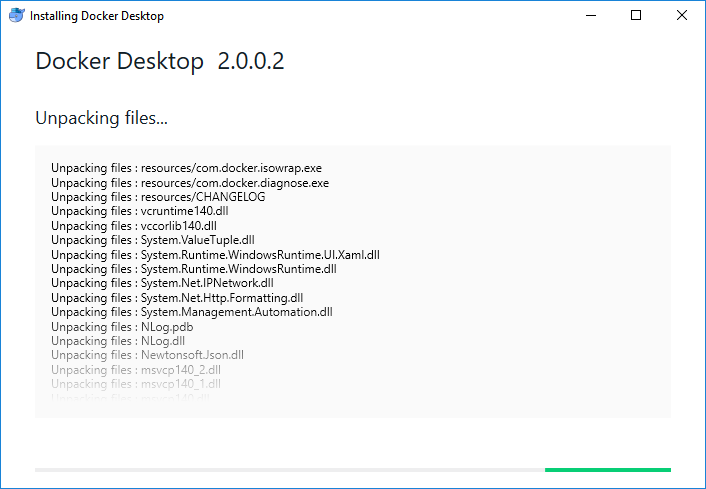 Installing Docker Desktop
Docker Desktop 2.0.0.2
Unpacking files...
Unpacking files : resources/com.docker.isowrap.exe
Unpacking files : resources/com.docker.diagnose.exe
Unpacking files : resources/CHANGELOG
Unpacking files : vcruntime140.dll
Unpacking files : vccorlib140.dll
Unpacking files : System.ValueTuple.dll
Unpacking files : System.Runtime.WindowsRuntime.UI.Xaml.dll
Unpacking files : System.Runtime.WindowsRuntime.dll
Unpacking files : System.Net.IPNetwork.dll
Unpacking files : System.Net.Http.Formatting.dll
Unpacking files : System.Management.Automation.dll
Unpacking files : NLog.pdb
Unpacking files : NLog.dll
Unpacking files : Newtonsoft.Json.dll
Unpacking files : msvcp140_2.dll
Unpacking files : msvcp140_1.dll
Unpacking files : msvcp140.dll